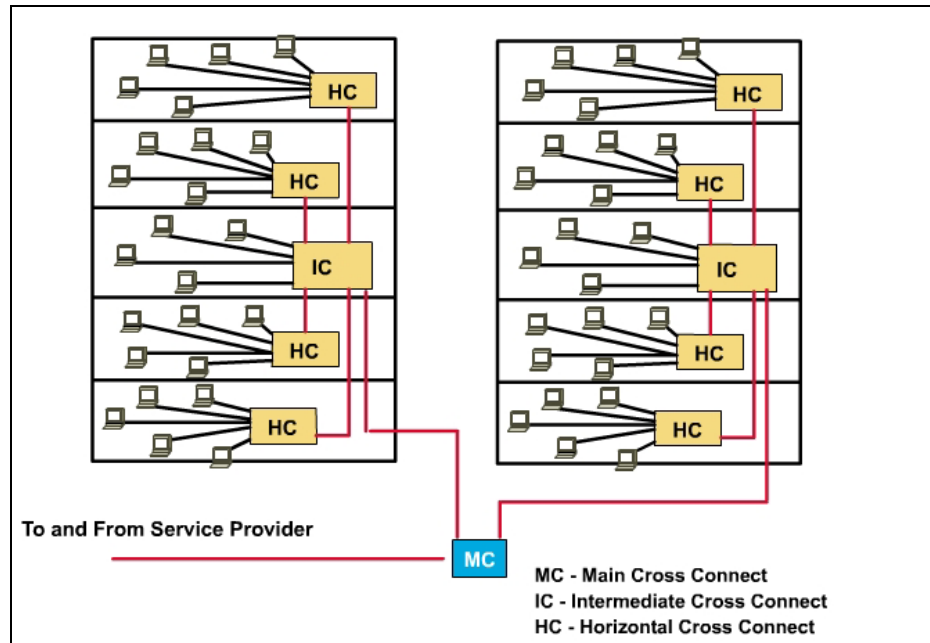 HC
HC
HC
HC
IC
IC
HC
HC
HC
HC
To and From Service Provider
MC
MC - Main Cross Connect
IC - Intermediate Cross Connect
HC - Horizontal Cross Connect